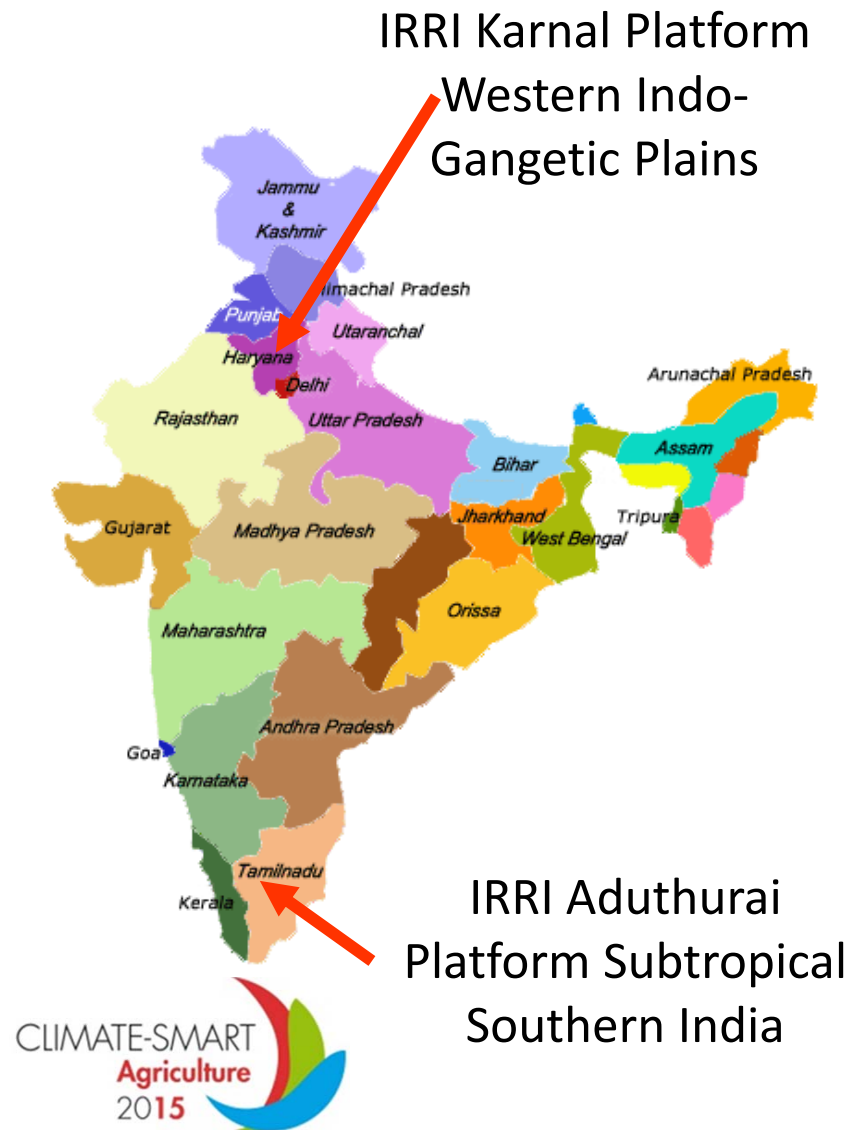 IRRI Karnal Platform
Western Indo-
Gangetic Plains
Jammu
&
Kashmir
imachal Pradesh
Punjab
Utaranchal
Haryana
Delhi
Arunachal Pradesh
Rajasthan
Uttar Pradesh
Assam
Bihar
Gujarat
Madhya Pradesh
Jharkhand
Tripura
West Bengal
Orissa
Maharashtra
Andhra Pradesh
Goa
Karnataka
Tamilnadu
Kerala
IRRI Aduthurai
Platform Subtropical
Southern India
CLIMATE-SMART
Agriculture
2015